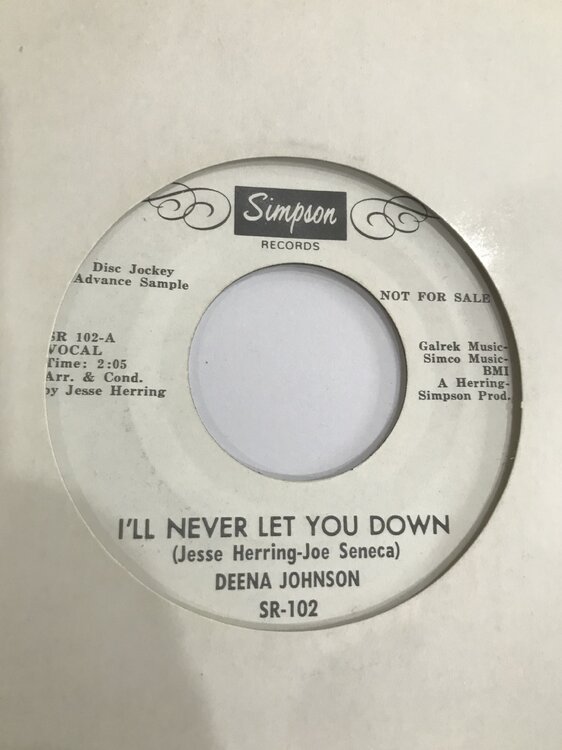 Simpson
RECORDS
Disc Jockey
Advance Sample
NOT FOR SALE
SR 102-A
VOCAL
Time: 2:05
Arr. & Cond.
by Jesse Herring
Galrek Music-
Simco Music-
BMI
A Herring-
Simpson Prod.
I'LL NEVER LET YOU DOWN
(Jesse Herring-Joe Seneca)
DEENA JOHNSON
SR-102